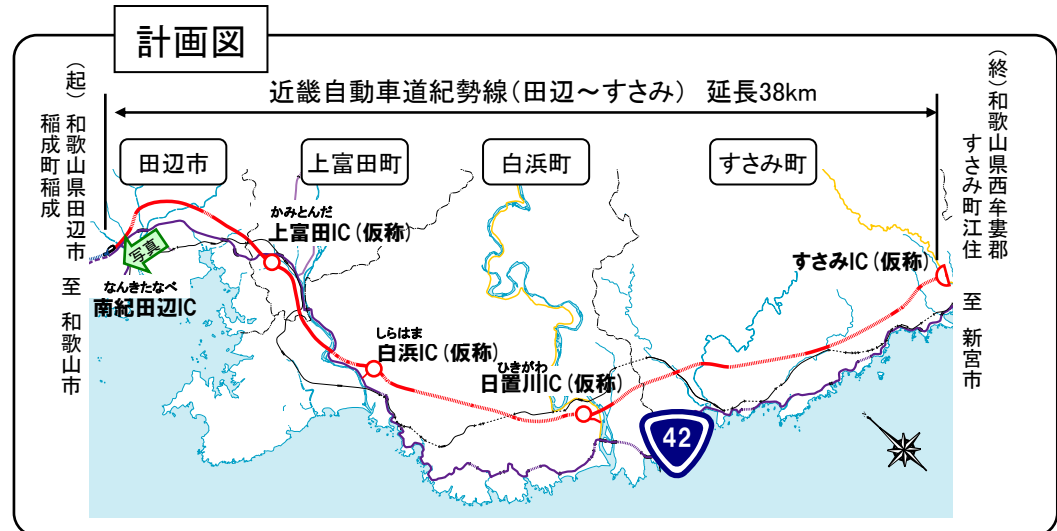 計画図
近畿自動車道紀勢線(田辺～すさみ) 延長38km
(起)和歌山県田辺市
稲成町稲成
至 和歌山市
(終)和歌山県西牟婁郡
すさみ町江住
至 新宮市
田辺市
上富田町
白浜町
すさみ町
かみとんだ
上富田IC(仮称)
写真
なんきたなべ
南紀田辺IC
すさみIC(仮称)
しらはま
白浜IC(仮称)
ひきがわ
日置川IC(仮称)
42